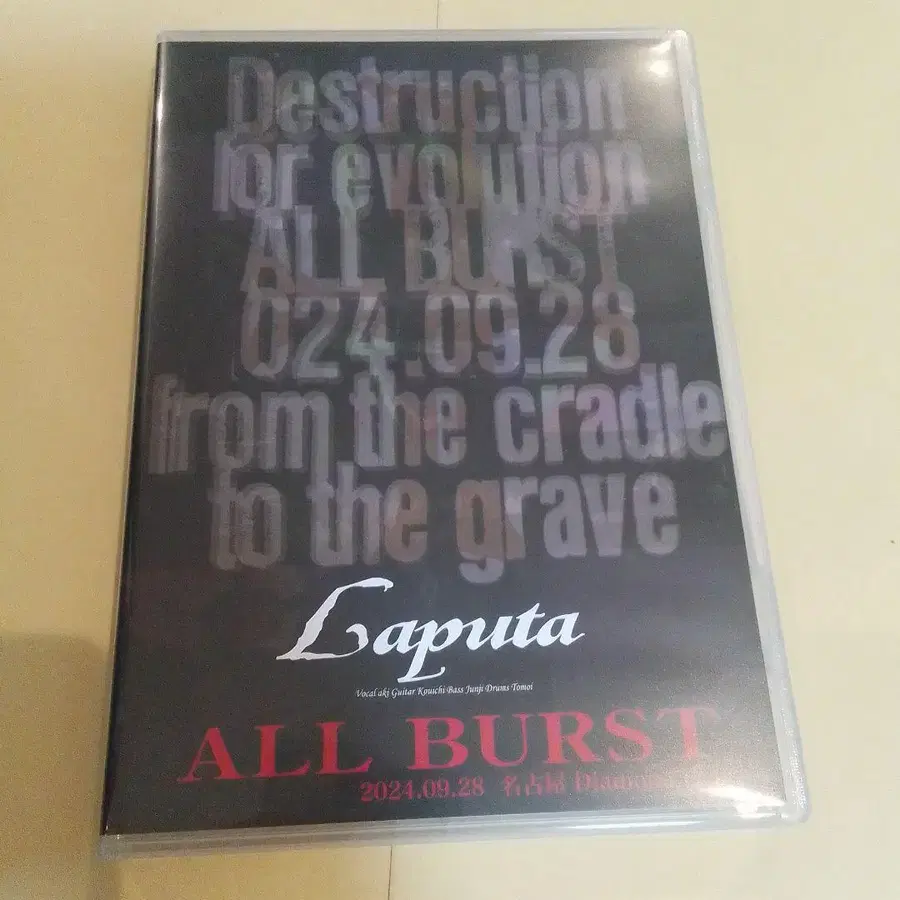 Destruction
for evolution
ALL BURST
024.09.28
from the cradle
to the grave
Laputa
Vocal aki Guitar Kouichi Bass Junji Drums Tomoi
ALL BURST
2024.09.28 名古屋